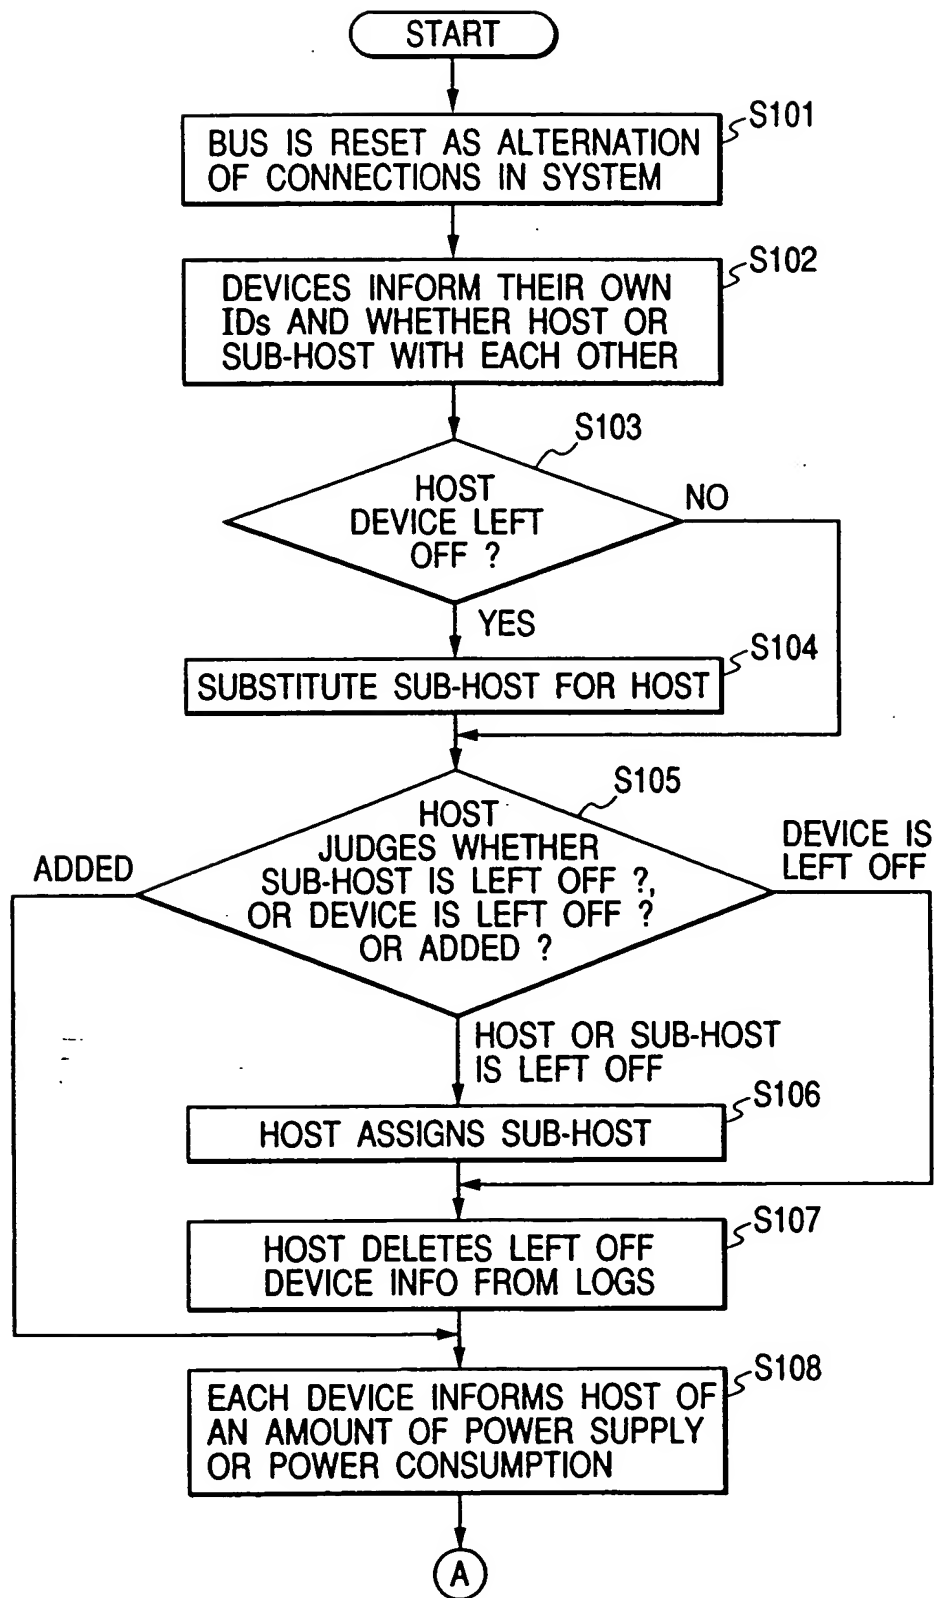 START
S101
BUS IS RESET AS ALTERNATION
OF CONNECTIONS IN SYSTEM
S102
DEVICES INFORM THEIR OWN
IDs AND WHETHER HOST OR
SUB-HOST WITH EACH OTHER
S103
HOST
DEVICE LEFT
OFF ?
NO
YES
S104
SUBSTITUTE SUB-HOST FOR HOST
S105
HOST
JUDGES WHETHER
SUB-HOST IS LEFT OFF ?,
OR DEVICE IS LEFT OFF ?
OR ADDED ?
ADDED
DEVICE IS
LEFT OFF
HOST OR SUB-HOST
IS LEFT OFF
S106
HOST ASSIGNS SUB-HOST
S107
HOST DELETES LEFT OFF
DEVICE INFO FROM LOGS
S108
EACH DEVICE INFORMS HOST OF
AN AMOUNT OF POWER SUPPLY
OR POWER CONSUMPTION
A